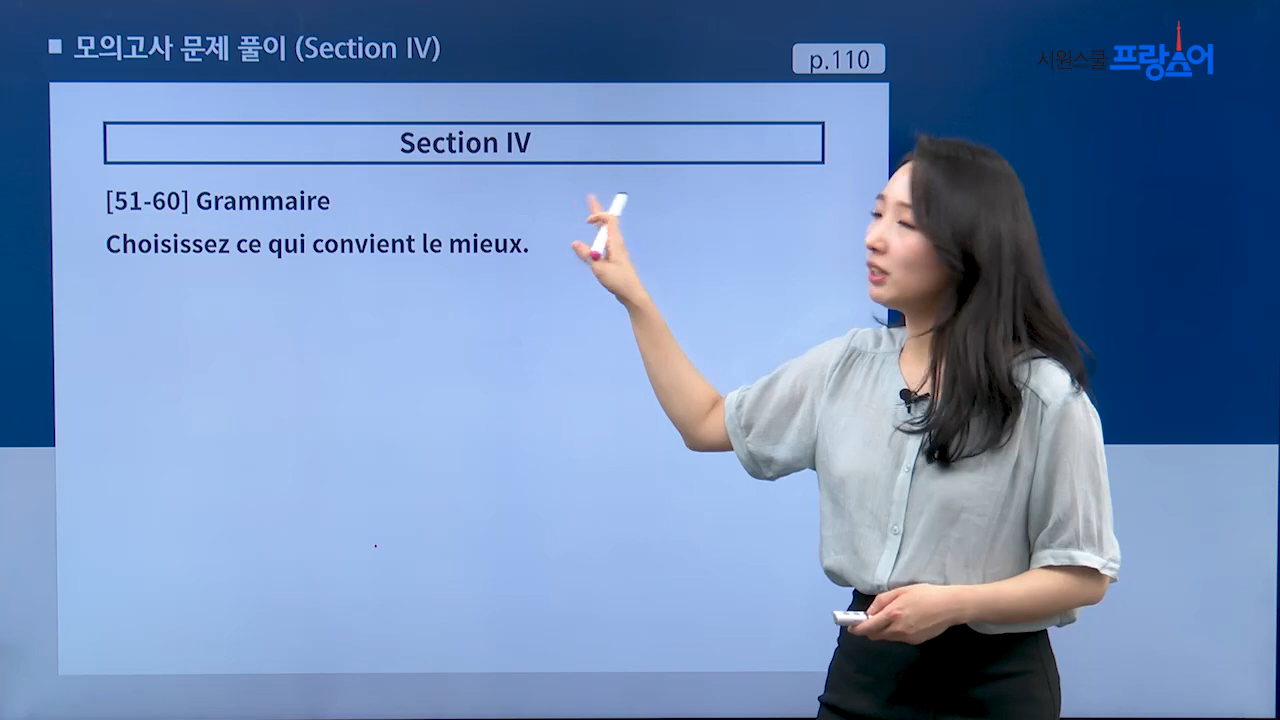 ■ 모의고사 문제 풀이 (Section IV)
p.110
시원스쿨 프랑스어
Section IV
[51-60] Grammaire
Choisissez ce qui convient le mieux.